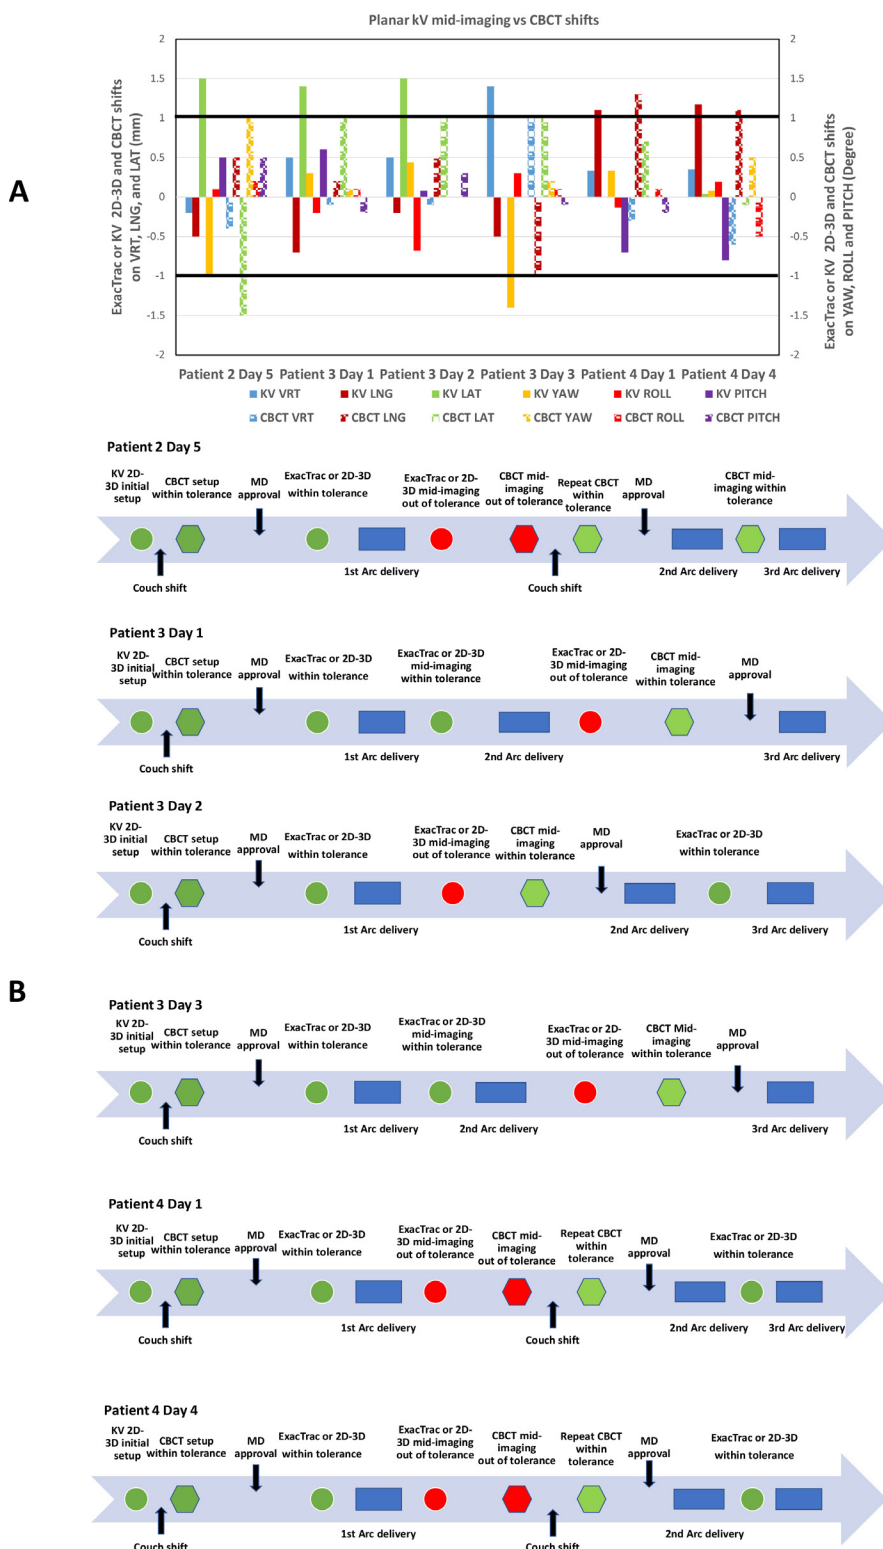 Planar kV mid-imaging vs CBCT shifts
A
ExacTrac or KV 2D-3D and CBCT shifts
on VRT, LNG, and LAT (mm)
2
1.5
1
0.5
0
-0.5
-1
-1.5
-2
2
1.5
1
0.5
0
-0.5
-1
-1.5
-2
ExacTrac or KV 2D-3D and CBCT shifts
on YAW, ROLL and PITCH (Degree)
Patient 2 Day 5 Patient 3 Day 1 Patient 3 Day 2 Patient 3 Day 3 Patient 4 Day 1 Patient 4 Day 4
KV VRT KV LNG KV LAT KV YAW KV ROLL KV PITCH
CBCT VRT CBCT LNG CBCT LAT CBCT YAW CBCT ROLL CBCT PITCH
B
Patient 2 Day 5
KV 2D-
3D initial
setup
CBCT setup
within tolerance
MD
approval
ExacTrac or 2D-3D
within tolerance
ExacTrac or 2D-
3D mid-imaging
out of tolerance
CBCT mid-
imaging
out of tolerance
Repeat CBCT
within
tolerance
MD
approval
CBCT mid-
imaging within
tolerance
Couch shift
1st Arc delivery
Couch shift
2nd Arc delivery
3rd Arc delivery
Patient 3 Day 1
KV 2D-
3D initial
setup
CBCT setup
within tolerance
MD
approval
ExacTrac or 2D-3D
within tolerance
ExacTrac or 2D-3D
mid-imaging
within tolerance
ExacTrac or 2D-
3D mid-imaging
out of tolerance
CBCT mid-
imaging
within tolerance
MD
approval
Couch shift
1st Arc delivery
2nd Arc delivery
3rd Arc delivery
Patient 3 Day 2
KV 2D-
3D initial
setup
CBCT setup
within tolerance
MD
approval
ExacTrac or 2D-3D
within tolerance
ExacTrac or 2D-
3D mid-imaging
out of tolerance
CBCT mid-
imaging
within tolerance
MD
approval
ExacTrac or 2D-3D
within tolerance
Couch shift
1st Arc delivery
2nd Arc delivery
3rd Arc delivery
Patient 3 Day 3
KV 2D-
3D initial
setup
CBCT setup
within tolerance
MD
approval
ExacTrac or 2D-3D
within tolerance
ExacTrac or 2D-3D
mid-imaging
within tolerance
ExacTrac or 2D-
3D mid-imaging
out of tolerance
CBCT Mid-
imaging
within tolerance
MD
approval
Couch shift
1st Arc delivery
2nd Arc delivery
3rd Arc delivery
Patient 4 Day 1
KV 2D-
3D initial
setup
CBCT setup
within tolerance
MD
approval
ExacTrac or 2D-3D
within tolerance
ExacTrac or 2D-
3D mid-imaging
out of tolerance
CBCT mid-
imaging
out of tolerance
Repeat CBCT
within
tolerance
MD
approval
ExacTrac or 2D-3D
within tolerance
Couch shift
1st Arc delivery
Couch shift
2nd Arc delivery
3rd Arc delivery
Patient 4 Day 4
KV 2D-
3D initial
setup
CBCT setup
within tolerance
MD
approval
ExacTrac or 2D-3D
within tolerance
ExacTrac or 2D-
3D mid-imaging
out of tolerance
CBCT mid-
imaging
out of tolerance
Repeat CBCT
within
tolerance
MD
approval
ExacTrac or 2D-3D
within tolerance
Couch shift
1st Arc delivery
Couch shift
2nd Arc delivery